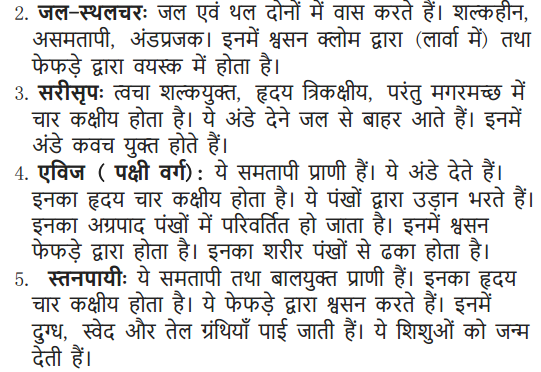 2. जल-स्थलचरः जल एवं थल दोनों में वास करते हैं। शल्कहीन,
असमतापी, अंडप्रजक। इनमें श्वसन क्लोम द्वारा (लार्वा में) तथा
फेफड़े द्वारा वयस्क में होता है।
3. सरीसृपः त्वचा शल्कयुक्त, हृदय त्रिकक्षीय, परंतु मगरमच्छ में
चार कक्षीय होता है। ये अंडे देने जल से बाहर आते हैं। इनमें
अंडे कवच युक्त होते हैं।
4. एविज ( पक्षी वर्ग): ये समतापी प्राणी हैं। ये अंडे देते हैं।
इनका हृदय चार कक्षीय होता है। ये पंखों द्वारा उड़ान भरते हैं।
इनका अग्रपाद पंखों में परिवर्तित हो जाता है। इनमें श्वसन
फेफड़े द्वारा होता है। इनका शरीर पंखों से ढका होता है।
5. स्तनपायीः ये समतापी तथा बालयुक्त प्राणी हैं। इनका हृदय
चार कक्षीय होता है। ये फेफड़े द्वारा श्वसन करते हैं। इनमें
दुग्ध, स्वेद और तेल ग्रंथियाँ पाई जाती हैं। ये शिशुओं को जन्म
देती हैं।